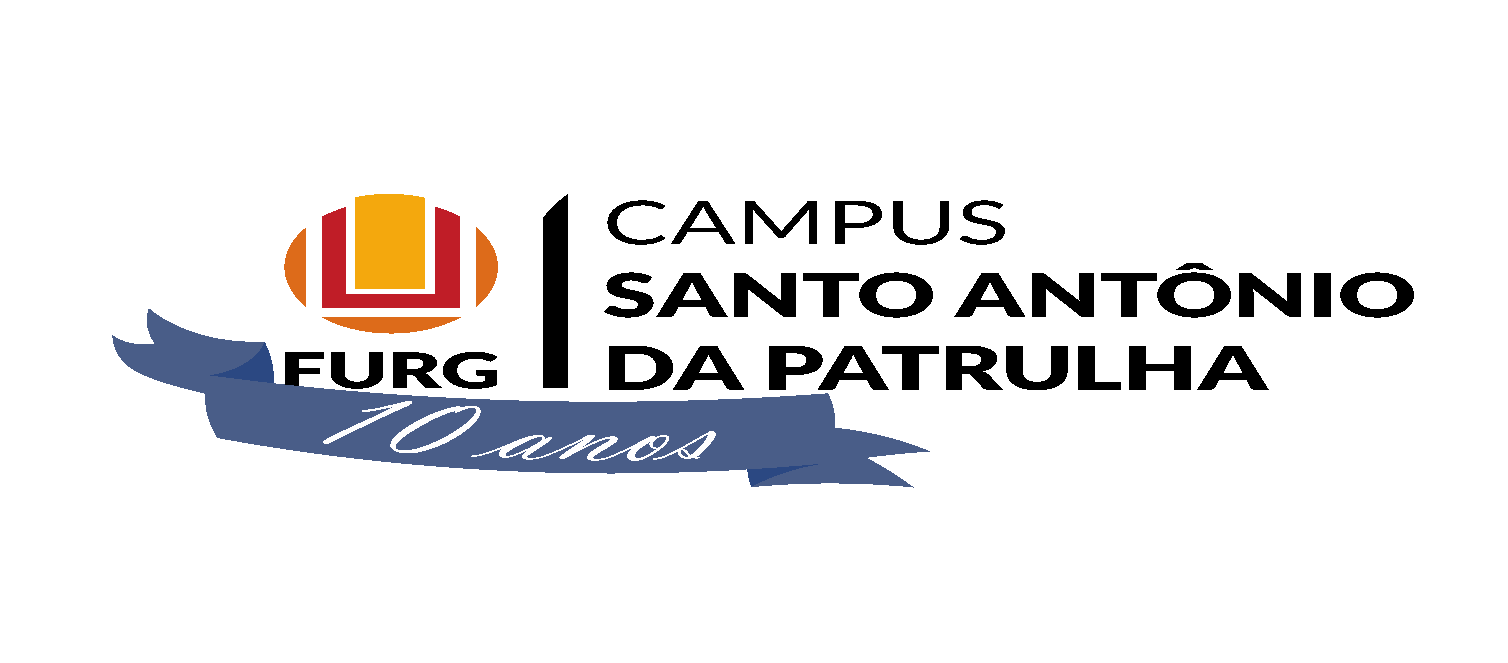 FURG
CAMPUS
SANTO ANTÔNIO
DA PATRULHA
10 anos